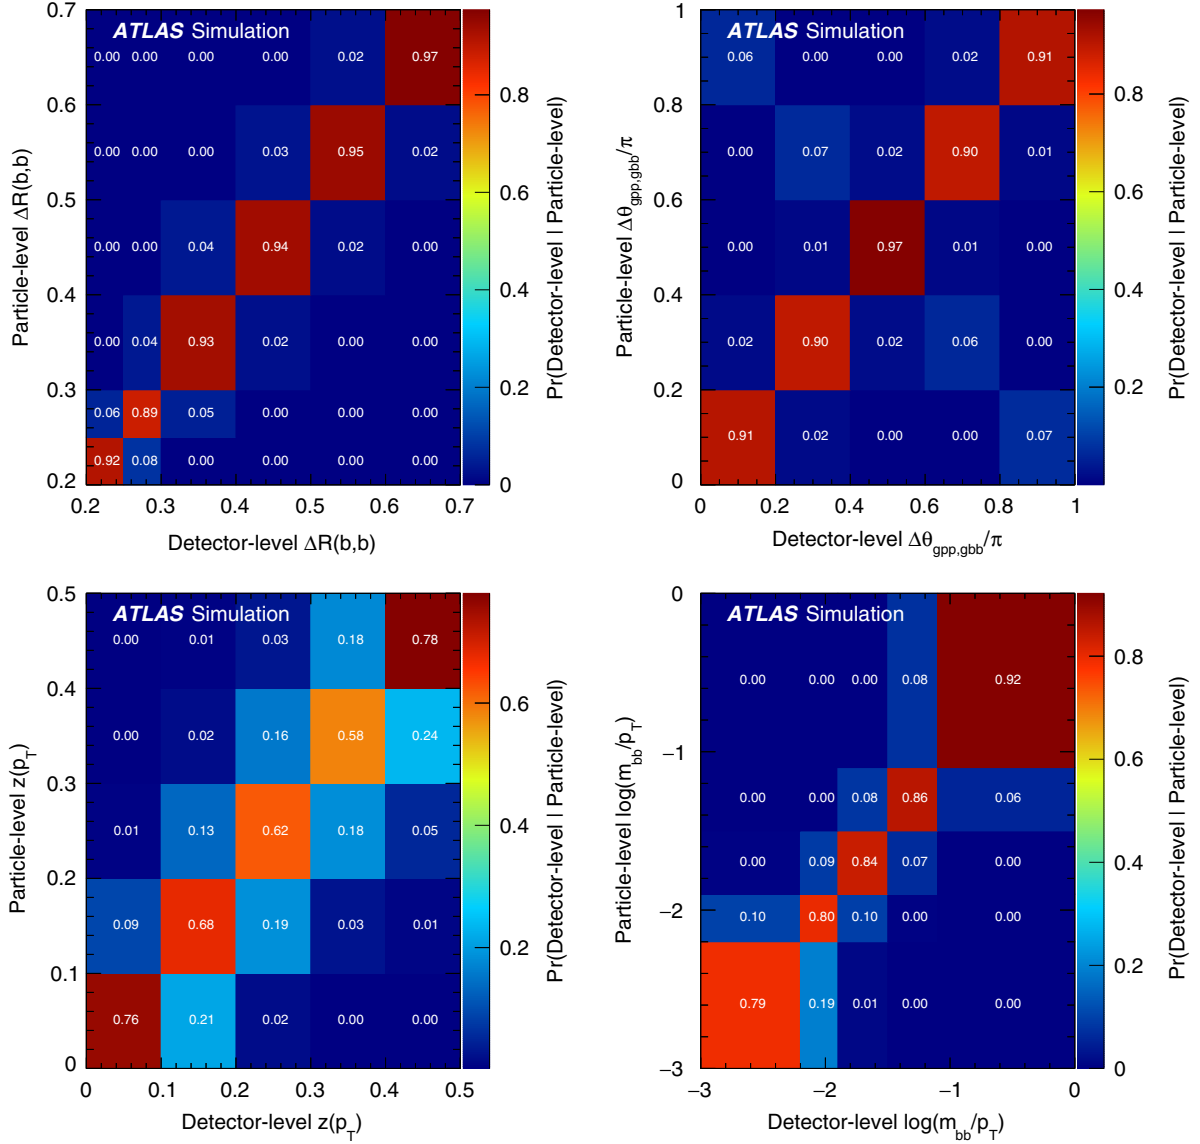 ATLAS Simulation
0.7
0.00 0.00 0.00 0.00 0.02 0.97
0.6
0.00 0.00 0.00 0.03 0.95 0.02
0.5
0.00 0.00 0.04 0.94 0.02 0.00
0.4
0.00 0.04 0.93 0.02 0.00 0.00
0.3
0.06 0.89 0.05 0.00 0.00 0.00
0.92 0.08 0.00 0.00 0.00 0.00
0.2
0.2 0.3 0.4 0.5 0.6 0.7
Detector-level ΔR(b,b)
Particle-level ΔR(b,b)
0.8
0.6
0.4
0.2
0
Pr(Detector-level | Particle-level)
ATLAS Simulation
1
0.06 0.00 0.00 0.02 0.91
0.8
0.00 0.07 0.02 0.90 0.01
0.6
0.00 0.01 0.97 0.01 0.00
0.4
0.02 0.90 0.02 0.06 0.00
0.2
0.91 0.02 0.00 0.00 0.07
0
0 0.2 0.4 0.6 0.8 1
Detector-level Δθgpp,gbb/π
Particle-level Δθgpp,gbb/π
0.8
0.6
0.4
0.2
Pr(Detector-level | Particle-level)
ATLAS Simulation
0.5
0.00 0.01 0.03 0.18 0.78
0.4
0.00 0.02 0.16 0.58 0.24
0.3
0.01 0.13 0.62 0.18 0.05
0.2
0.09 0.68 0.19 0.03 0.01
0.1
0.76 0.21 0.02 0.00 0.00
0
0 0.1 0.2 0.3 0.4 0.5
Detector-level z(pT)
Particle-level z(pT)
0.6
0.4
0.2
Pr(Detector-level | Particle-level)
ATLAS Simulation
0
0.00 0.00 0.00 0.08 0.92
−1
0.00 0.00 0.08 0.86 0.06
0.00 0.09 0.84 0.07 0.00
−2
0.10 0.80 0.10 0.00 0.00
0.79 0.19 0.01 0.00 0.00
−3
−3 −2 −1 0
Detector-level log(mbb/pT)
Particle-level log(mbb/pT)
0.8
0.6
0.4
0.2
0
Pr(Detector-level | Particle-level)